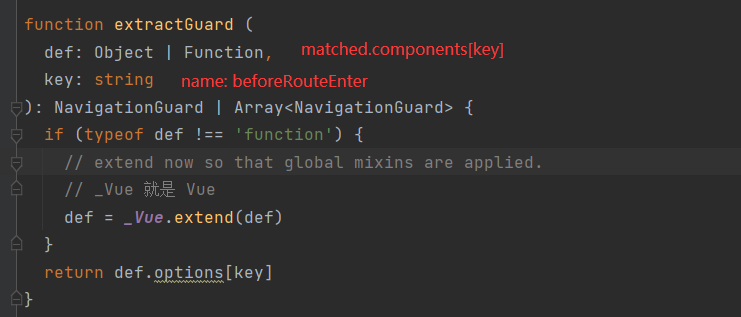 function extractGuard (
def: Object | Function, matched.components[key]
key: string name: beforeRouteEnter
): NavigationGuard | Array<NavigationGuard> {
if (typeof def !== 'function') {
// extend now so that global mixins are applied.
// _Vue 就是 Vue
def = _Vue.extend(def)
}
return def.options[key]
}